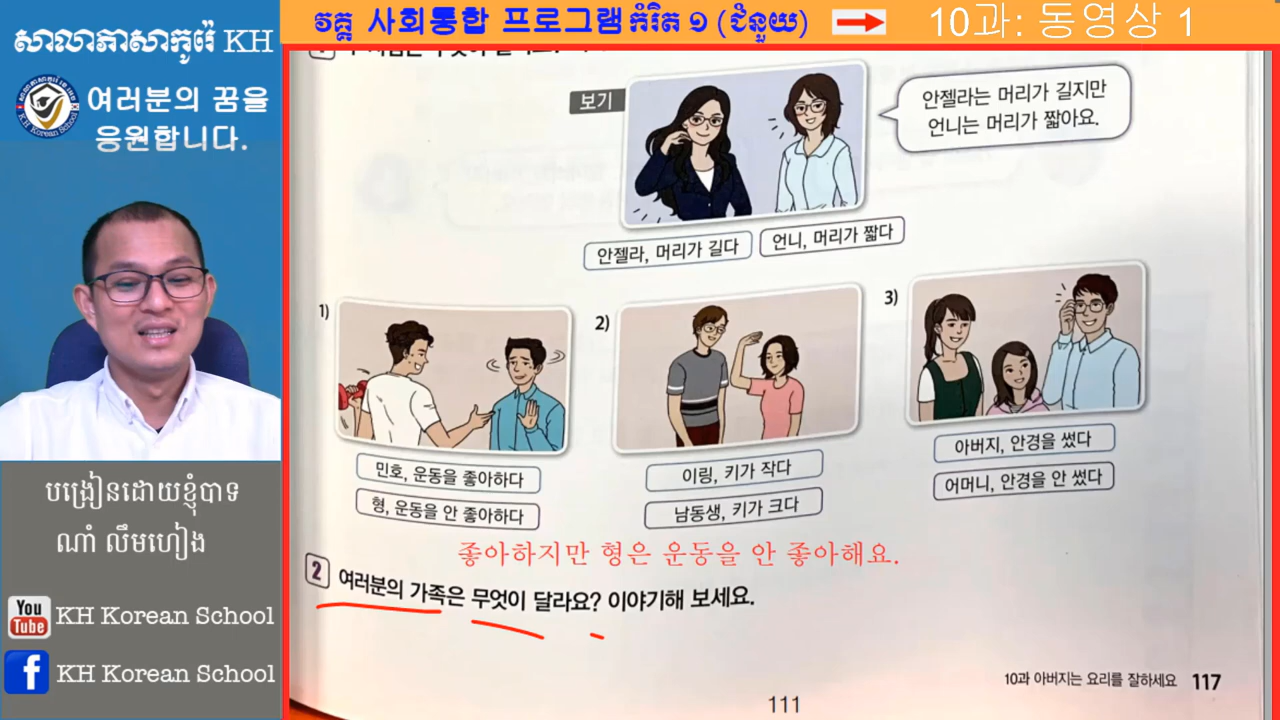 សាលាភាសាកូរ៉េ KH
여러분의 꿈을
응원합니다.
វគ្គ 사회통합 프로그램 កំរិត ១ (ជំនួយ)
10과: 동영상 1
보기
안젤라는 머리가 길지만
언니는 머리가 짧아요.
안젤라, 머리가 길다
언니, 머리가 짧다
1)
민호, 운동을 좋아하다
형, 운동을 안 좋아하다
2)
이링, 키가 작다
남동생, 키가 크다
3)
아버지, 안경을 썼다
어머니, 안경을 안 썼다
좋아하지만 형은 운동을 안 좋아해요.
2 여러분의 가족은 무엇이 달라요? 이야기해 보세요.
10과 아버지는 요리를 잘하세요 117
111
បង្រៀនដោយខ្ញុំបាទ
ណាំ លឹមហៀង
You Tube KH Korean School
f KH Korean School